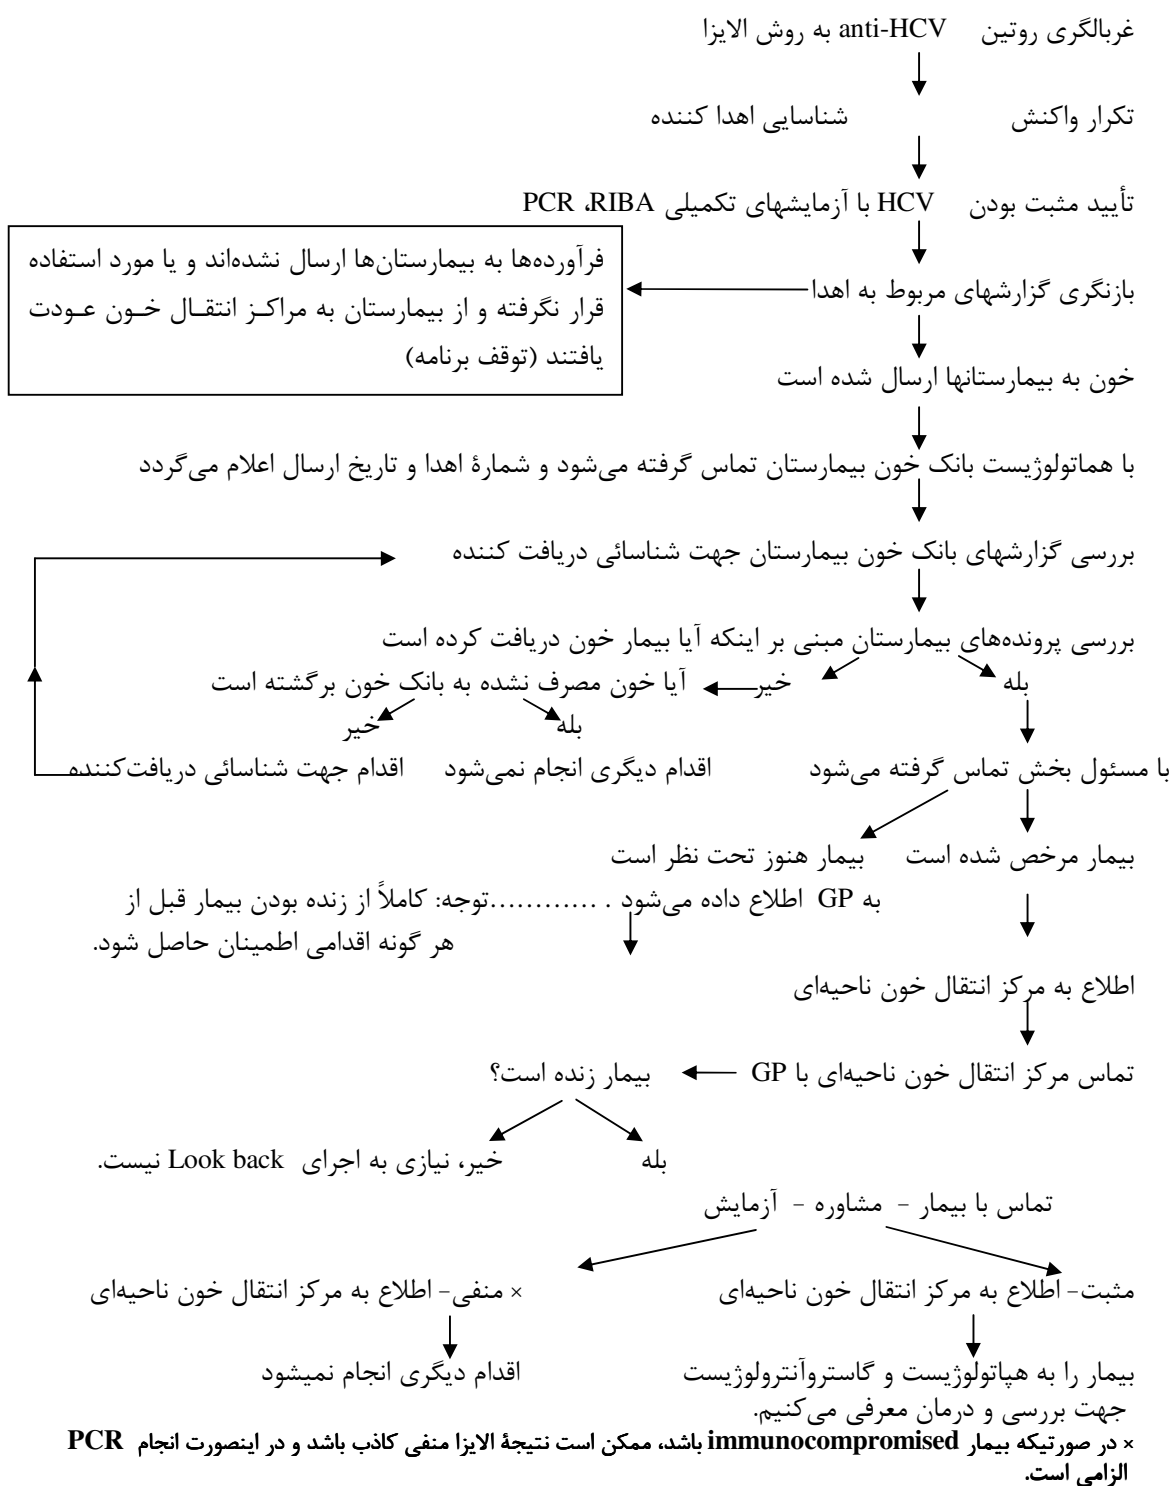 غربالگری روتین anti-HCV به روش الایزا
تکرار واکنش شناسایی اهدا کننده
تأیید مثبت بودن HCV با آزمایشهای تکمیلی PCR ،RIBA
فرآورده‌ها به بیمارستان‌ها ارسال نشده‌اند و یا مورد استفاده
قرار نگرفته و از بیمارستان به مراکز انتقال خون عودت
یافتند (توقف برنامه)
بازنگری گزارشهای مربوط به اهدا
خون به بیمارستانها ارسال شده است
با هماتولوژیست بانک خون بیمارستان تماس گرفته می‌شود و شمارهٔ اهدا و تاریخ ارسال اعلام می‌گردد
بررسی گزارشهای بانک خون بیمارستان جهت شناسائی دریافت کننده
بررسی پرونده‌های بیمارستان مبنی بر اینکه آیا بیمار خون دریافت کرده است
بله خیر آیا خون مصرف نشده به بانک خون برگشته است
بله خیر
با مسئول بخش تماس گرفته می‌شود اقدام دیگری انجام نمی‌شود اقدام جهت شناسائی دریافت‌کننده
بیمار مرخص شده است بیمار هنوز تحت نظر است
به GP اطلاع داده می‌شود . ............توجه: کاملاً از زنده بودن بیمار قبل از
هر گونه اقدامی اطمینان حاصل شود.
اطلاع به مرکز انتقال خون ناحیه‌ای
تماس مرکز انتقال خون ناحیه‌ای با GP بیمار زنده است؟
بله خیر، نیازی به اجرای Look back نیست.
تماس با بیمار - مشاوره - آزمایش
مثبت- اطلاع به مرکز انتقال خون ناحیه‌ای × منفی- اطلاع به مرکز انتقال خون ناحیه‌ای
بیمار را به هپاتولوژیست و گاستروآنترولوژیست اقدام دیگری انجام نمیشود
جهت بررسی و درمان معرفی می‌کنیم.
× در صورتیکه بیمار immunocompromised باشد، ممکن است نتیجهٔ الایزا منفی کاذب باشد و در اینصورت انجام PCR
الزامی است.